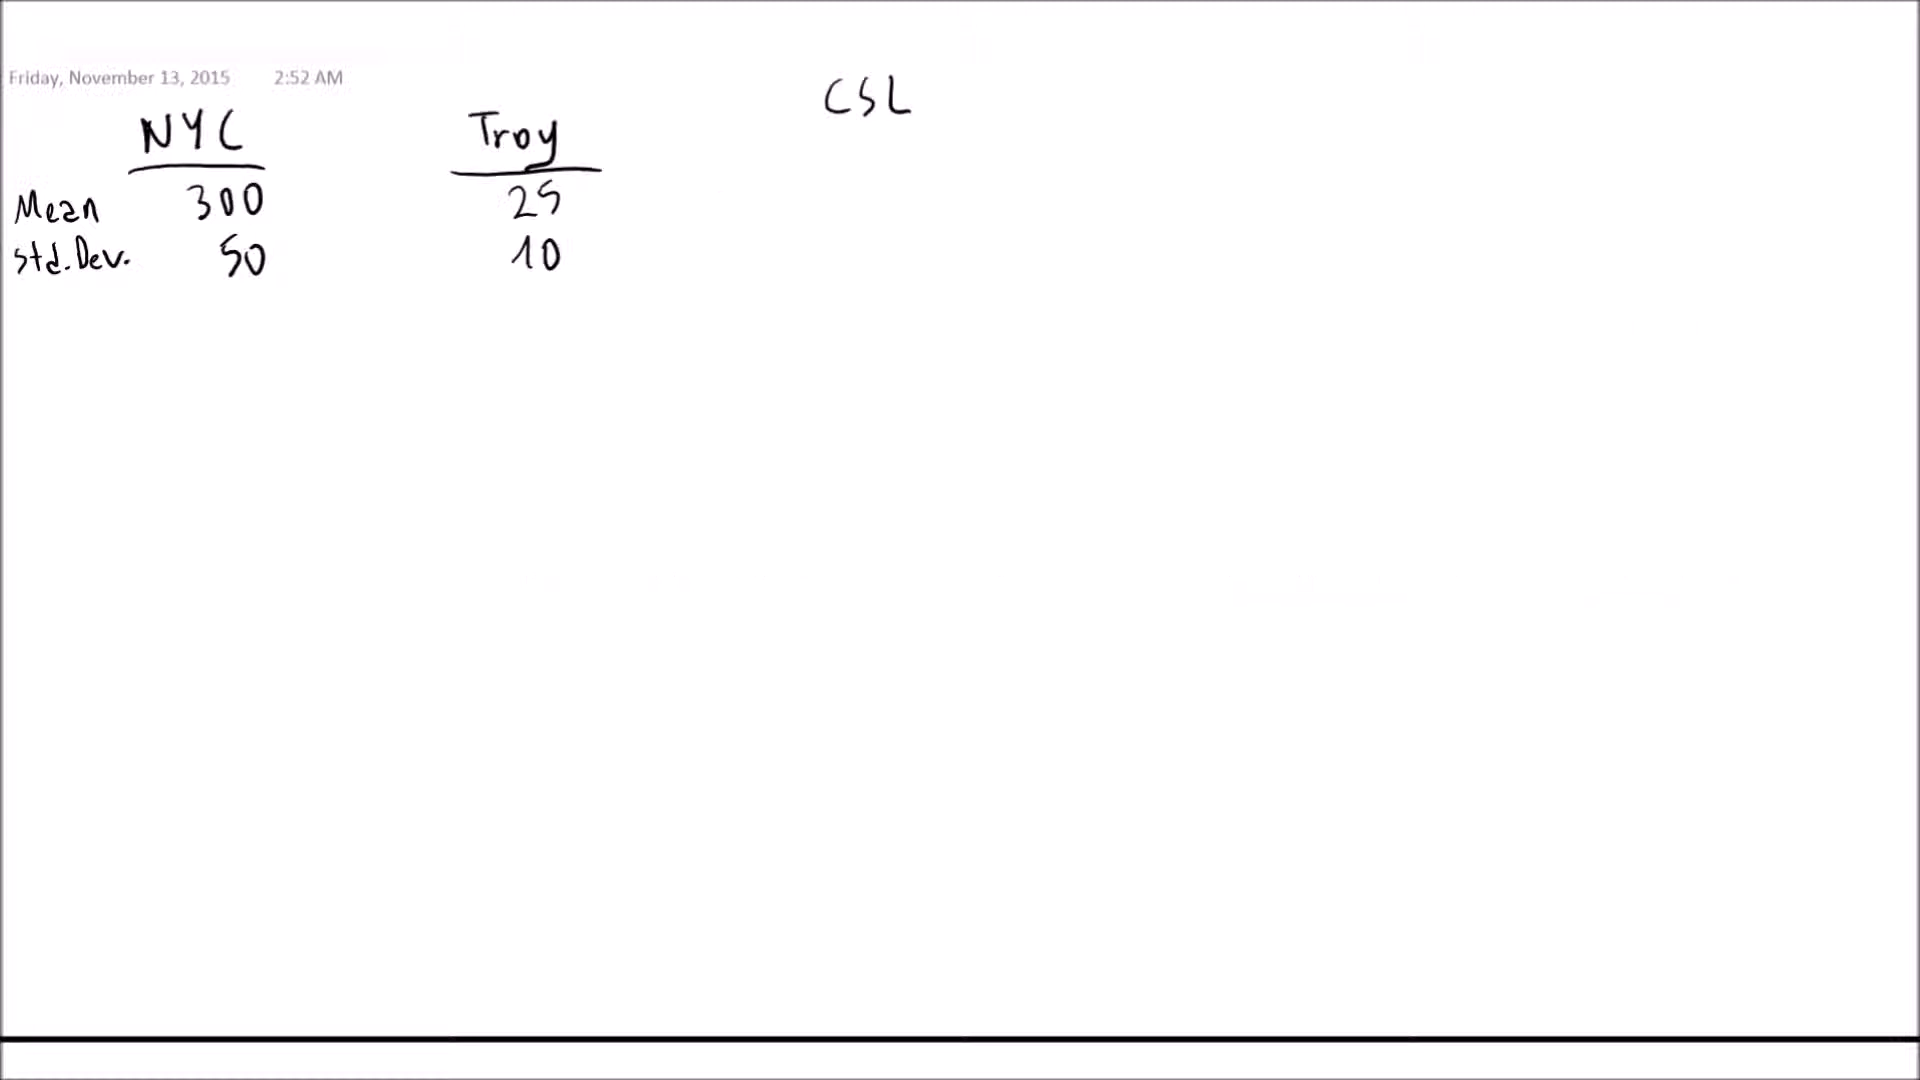 Friday, November 13, 2015 2:52 AM
CSL
NYC Troy
Mean 300 25
Std.Dev. 50 10